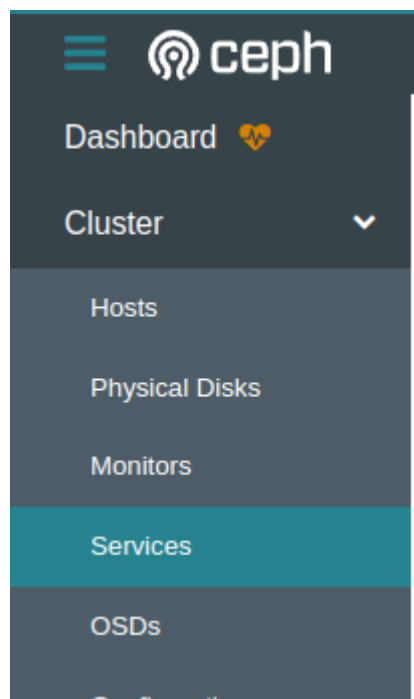 ceph
Dashboard
Cluster
Hosts
Physical Disks
Monitors
Services
OSDs